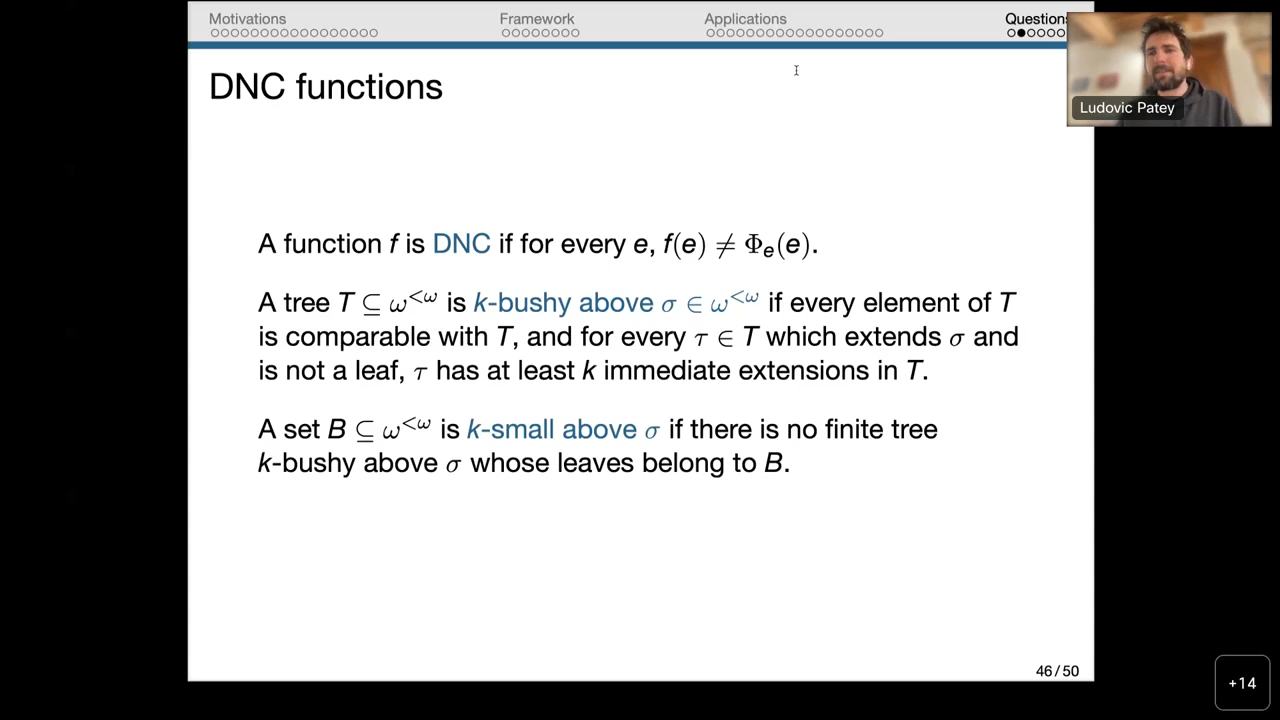 Motivations Framework Applications Question
DNC functions
Ludovic Patey
A function f is DNC if for every e, f(e) ≠ Φₑ(e).
A tree T ⊆ ω^{<ω} is k-bushy above σ ∈ ω^{<ω} if every element of T
is comparable with T, and for every τ ∈ T which extends σ and
is not a leaf, τ has at least k immediate extensions in T.
A set B ⊆ ω^{<ω} is k-small above σ if there is no finite tree
k-bushy above σ whose leaves belong to B.
46 / 50
+14